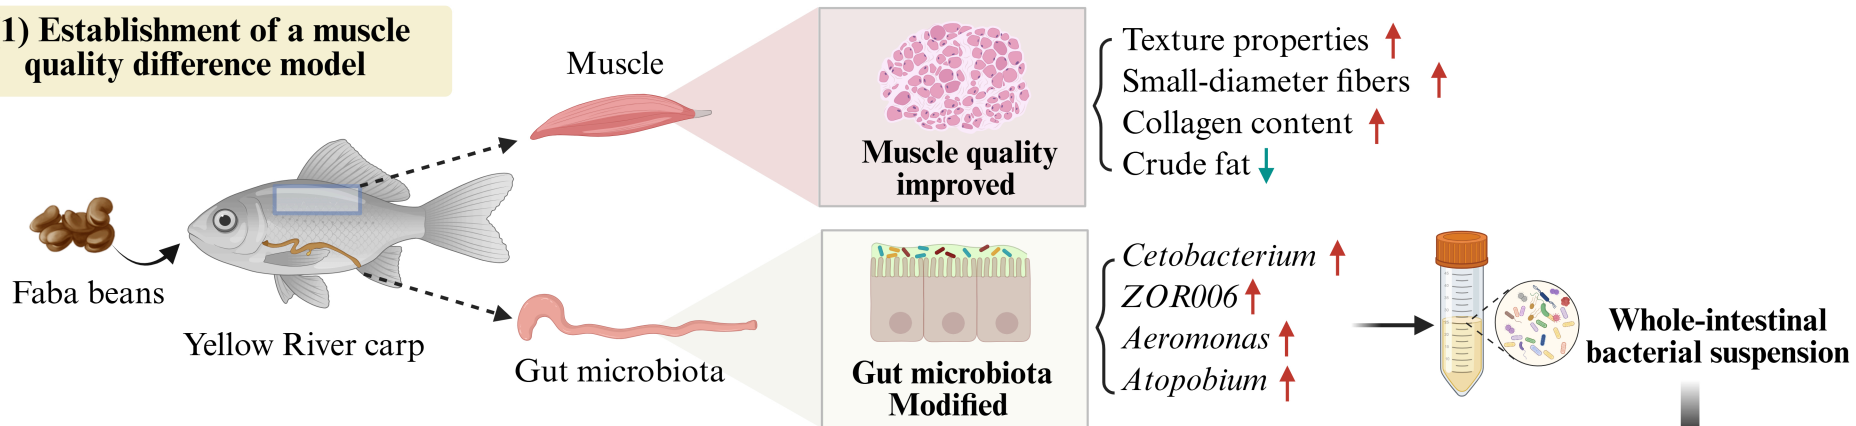 1) Establishment of a muscle
quality difference model
Faba beans
Yellow River carp
Muscle
Gut microbiota
Muscle quality
improved
Texture properties
Small-diameter fibers
Collagen content
Crude fat
Gut microbiota
Modified
Cetobacterium
ZOR006
Aeromonas
Atopobium
Whole-intestinal
bacterial suspension